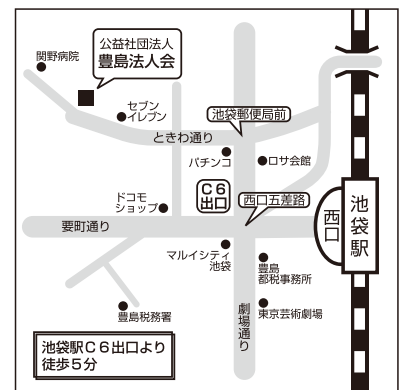 関野病院
公益社団法人
豊島法人会
セブン
イレブン
池袋郵便局前
ときわ通り
パチンコ
ロサ会館
C6
出口
西口五差路
ドコモ
ショップ
要町通り
西口
池袋駅
マルイシティ
池袋
豊島
都税事務所
豊島税務署
劇場通り
東京芸術劇場
池袋駅C6出口より
徒歩5分